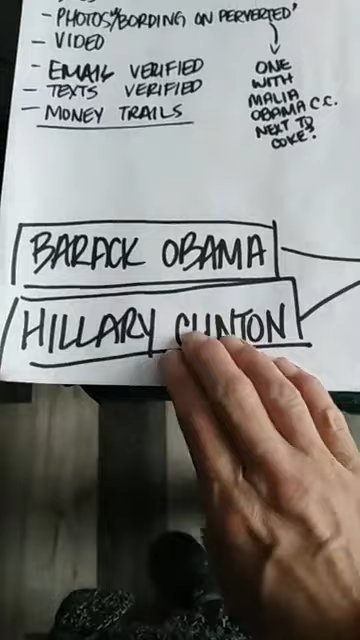 - PHOTOS "BORDING ON PERVERTED"
- VIDEO
- EMAIL VERIFIED
- TEXTS VERIFIED
- MONEY TRAILS
ONE
WITH
MALIA
OBAMA C.C.
NEXT TO
COKE?
BARACK OBAMA
HILLARY CLINTON